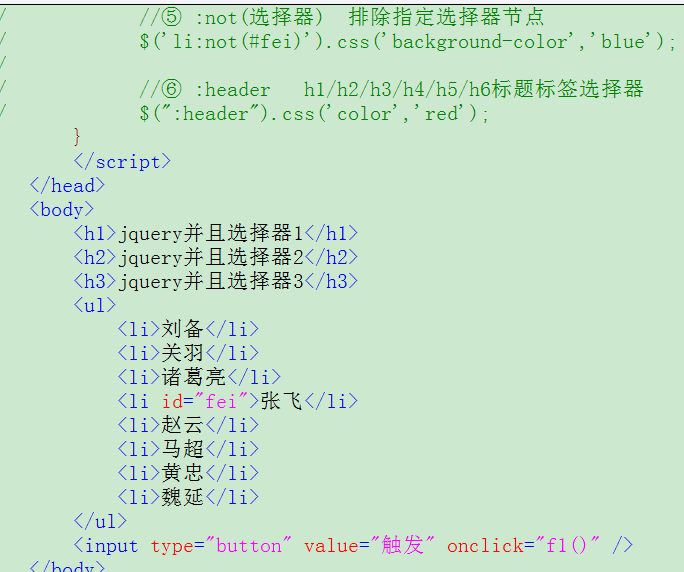 / //⑤ :not(选择器) 排除指定选择器节点
/ $('li:not(#fei)').css('background-color','blue');
/
/ //⑥ :header h1/h2/h3/h4/h5/h6标题标签选择器
/ $(":header").css('color','red');
}
</script>
</head>
<body>
<h1>jquery并且选择器1</h1>
<h2>jquery并且选择器2</h2>
<h3>jquery并且选择器3</h3>
<ul>
<li>刘备</li>
<li>关羽</li>
<li>诸葛亮</li>
<li id="fei">张飞</li>
<li>赵云</li>
<li>马超</li>
<li>黄忠</li>
<li>魏延</li>
</ul>
<input type="button" value="触发" onclick="f1()" />
</body>